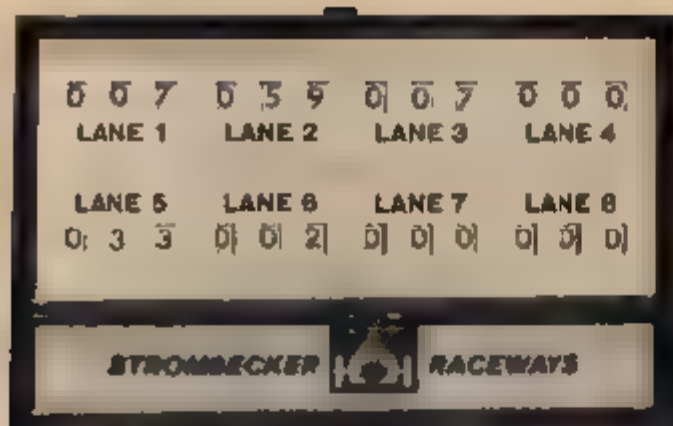 0 0 7 0 5 9 0 0 7 0 0 0
LANE 1 LANE 2 LANE 3 LANE 4
LANE 5 LANE 6 LANE 7 LANE 8
0 3 3 0 0 2 0 0 0 0 0 0
STROMBECKER RACEWAYS